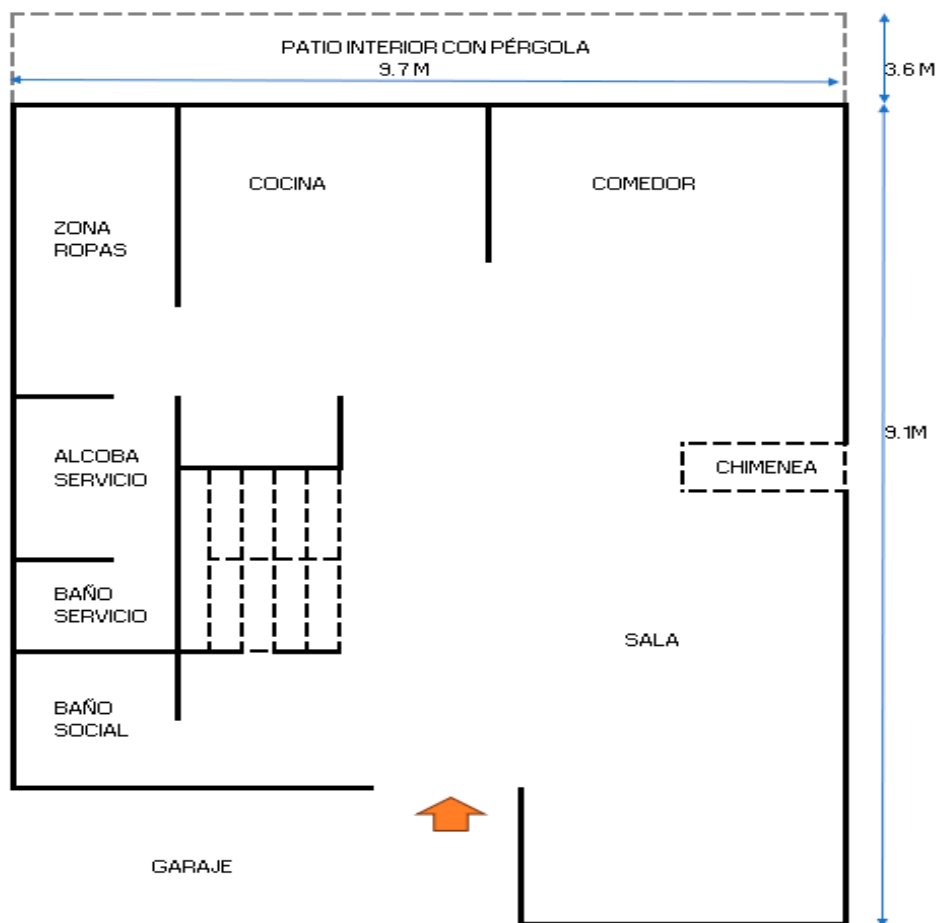 PATIO INTERIOR CON PÉRGOLA
9.7 M
3.6 M
COCINA
COMEDOR
ZONA
ROPAS
9.1M
ALCOBA
SERVICIO
CHIMENEA
BAÑO
SERVICIO
SALA
BAÑO
SOCIAL
GARAJE